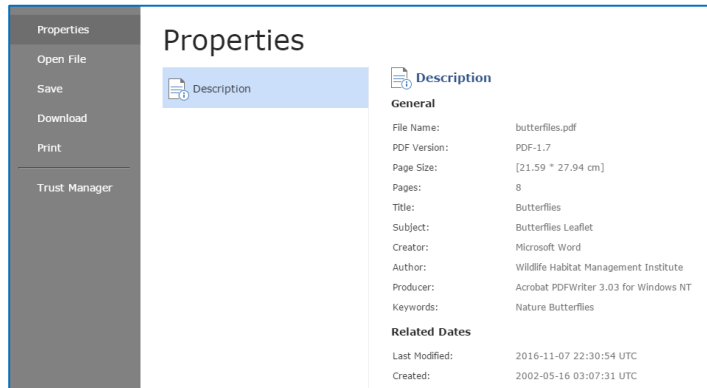 Properties
Open File
Save
Download
Print
Trust Manager
Properties
Description
Description
General
File Name: butterfiles.pdf
PDF Version: PDF-1.7
Page Size: [21.59 * 27.94 cm]
Pages: 8
Title: Butterflies
Subject: Butterflies Leaflet
Creator: Microsoft Word
Author: Wildlife Habitat Management Institute
Producer: Acrobat PDFWriter 3.03 for Windows NT
Keywords: Nature Butterflies
Related Dates
Last Modified: 2016-11-07 22:30:54 UTC
Created: 2002-05-16 03:07:31 UTC